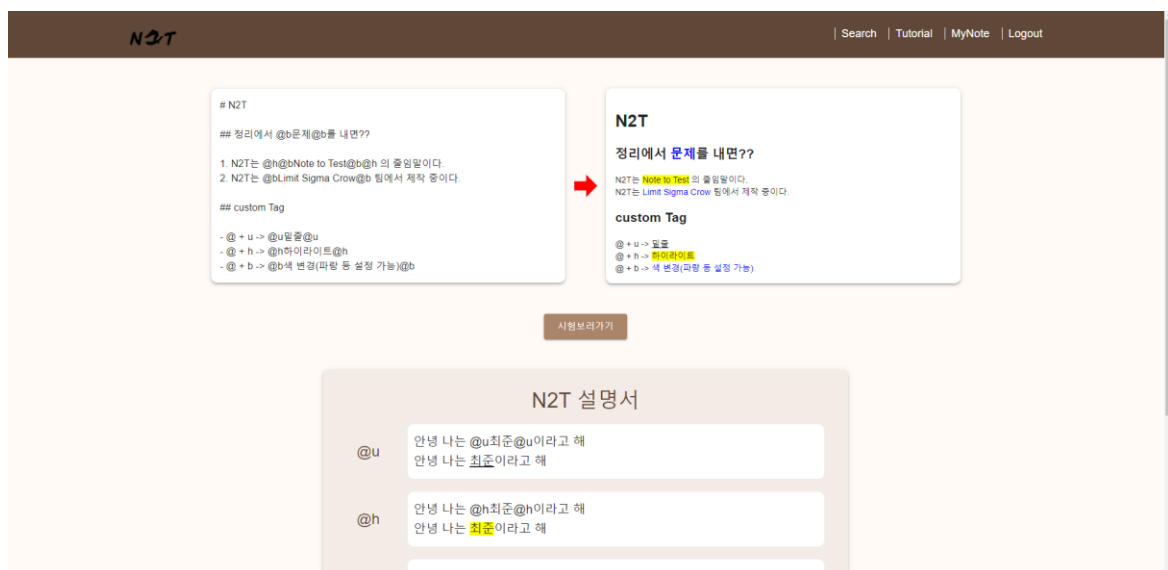 N2T
| Search | Tutorial | MyNote | Logout
# N2T
## 정리에서 @b문제@b를 내면??
1. N2T는 @h@bNote to Test@b@h 의 줄임말이다.
2. N2T는 @bLimit Sigma Crow@b 팀에서 제작 중이다.
## custom Tag
- @ + u -> @u밑줄@u
- @ + h -> @h하이라이트@h
- @ + b -> @b색 변경(파랑 등 설정 가능)@b
N2T
정리에서 문제를 내면??
N2T는 Note to Test 의 줄임말이다.
N2T는 Limit Sigma Crow 팀에서 제작 중이다.
custom Tag
@ + u -> 밑줄
@ + h -> 하이라이트
@ + b -> 색 변경(파랑 등 설정 가능)
시험보러가기
N2T 설명서
@u
안녕 나는 @u최준@u이라고 해
안녕 나는 최준이라고 해
@h
안녕 나는 @h최준@h이라고 해
안녕 나는 최준이라고 해